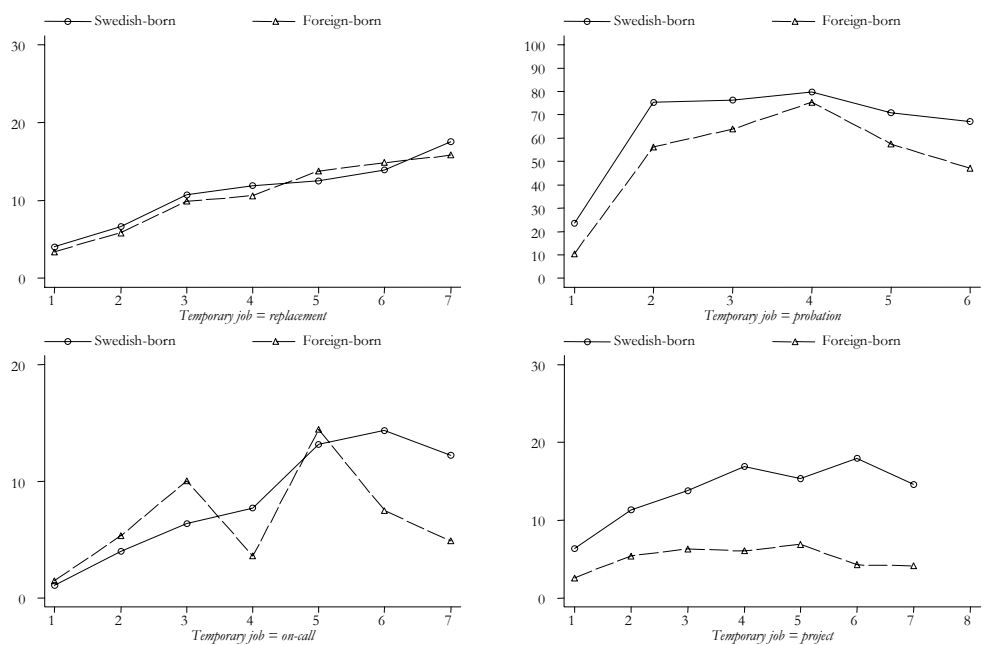 Swedish-born Foreign-born
30
20
10
0
1 2 3 4 5 6 7
Temporary job = replacement
Swedish-born Foreign-born
100
90
80
70
60
50
40
30
20
10
0
1 2 3 4 5 6
Temporary job = probation
Swedish-born Foreign-born
20
10
0
1 2 3 4 5 6 7
Temporary job = on-call
Swedish-born Foreign-born
30
20
10
0
1 2 3 4 5 6 7 8
Temporary job = project